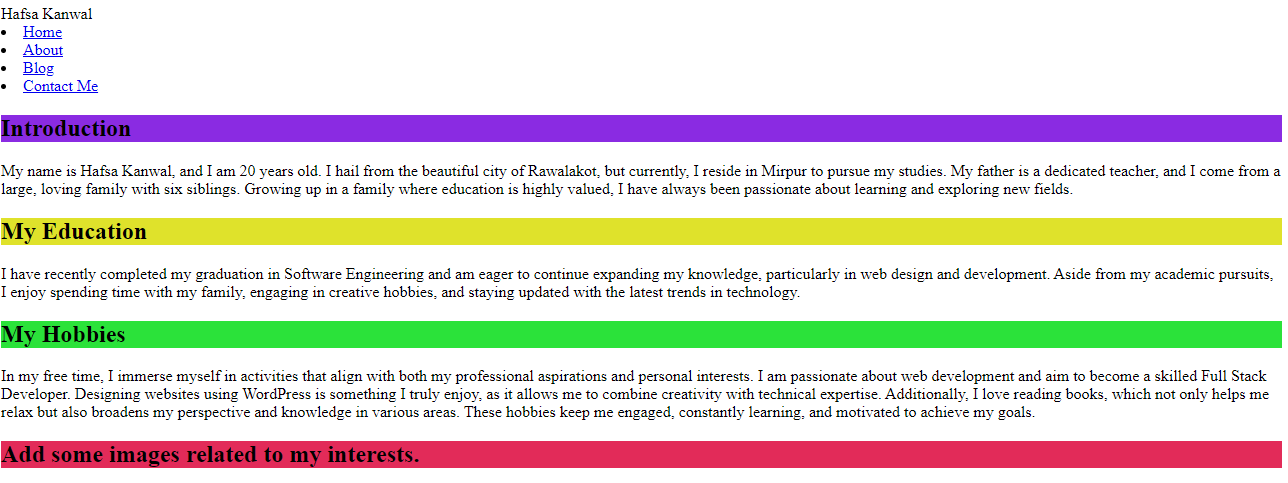 Hafsa Kanwal
Home
About
Blog
Contact Me
Introduction
My name is Hafsa Kanwal, and I am 20 years old. I hail from the beautiful city of Rawalakot, but currently, I reside in Mirpur to pursue my studies. My father is a dedicated teacher, and I come from a
large, loving family with six siblings. Growing up in a family where education is highly valued, I have always been passionate about learning and exploring new fields.
My Education
I have recently completed my graduation in Software Engineering and am eager to continue expanding my knowledge, particularly in web design and development. Aside from my academic pursuits,
I enjoy spending time with my family, engaging in creative hobbies, and staying updated with the latest trends in technology.
My Hobbies
In my free time, I immerse myself in activities that align with both my professional aspirations and personal interests. I am passionate about web development and aim to become a skilled Full Stack
Developer. Designing websites using WordPress is something I truly enjoy, as it allows me to combine creativity with technical expertise. Additionally, I love reading books, which not only helps me
relax but also broadens my perspective and knowledge in various areas. These hobbies keep me engaged, constantly learning, and motivated to achieve my goals.
Add some images related to my interests.